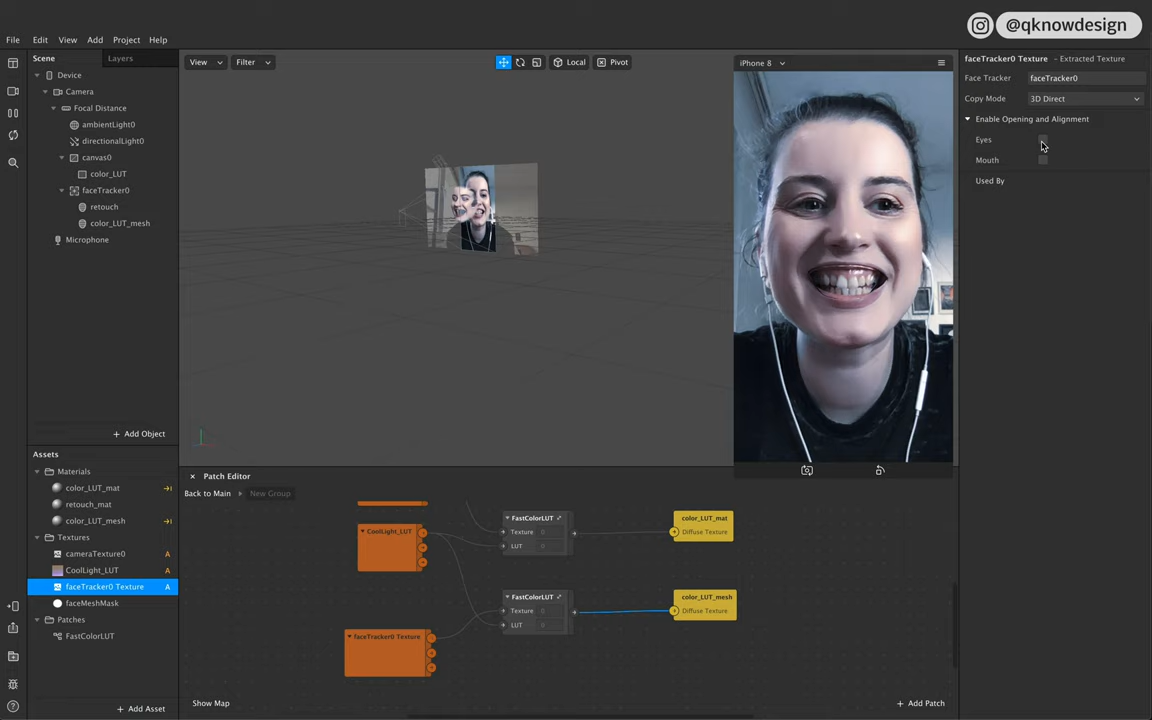 @qknowdesign
File Edit View Add Project Help
Scene Layers
Device
Camera
Focal Distance
ambientLight0
directionalLight0
canvas0
color_LUT
faceTracker0
retouch
color_LUT_mesh
Microphone
+ Add Object
Assets
Materials
color_LUT_mat
retouch_mat
color_LUT_mesh
Textures
cameraTexture0 A
CoolLight_LUT A
faceTracker0 Texture A
faceMeshMask
Patches
FastColorLUT
+ Add Asset
View Filter Local Pivot
iPhone 8
Patch Editor
Back to Main New Group
CoolLight_LUT
FastColorLUT
Texture 0
LUT 0
color_LUT_mat
Diffuse Texture
FastColorLUT
Texture 0
LUT 0
color_LUT_mesh
Diffuse Texture
faceTracker0 Texture
Show Map
+ Add Patch
faceTracker0 Texture - Extracted Texture
Face Tracker faceTracker0
Copy Mode 3D Direct
Enable Opening and Alignment
Eyes
Mouth
Used By